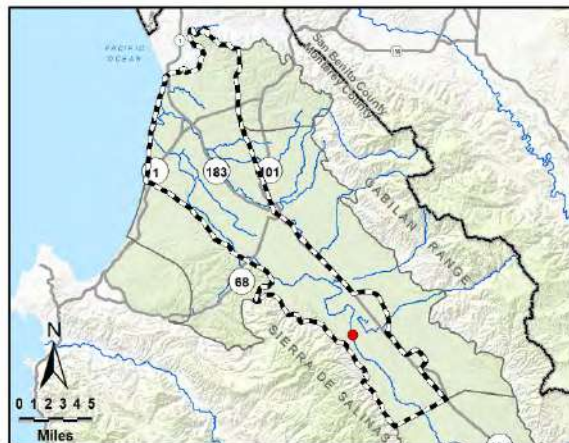 PACIFIC
OCEAN
1
San Benito County
Monterey County
1
183
101
GABILAN RANGE
68
SIERRA DE SALINAS
N
0 1 2 3 4 5
Miles